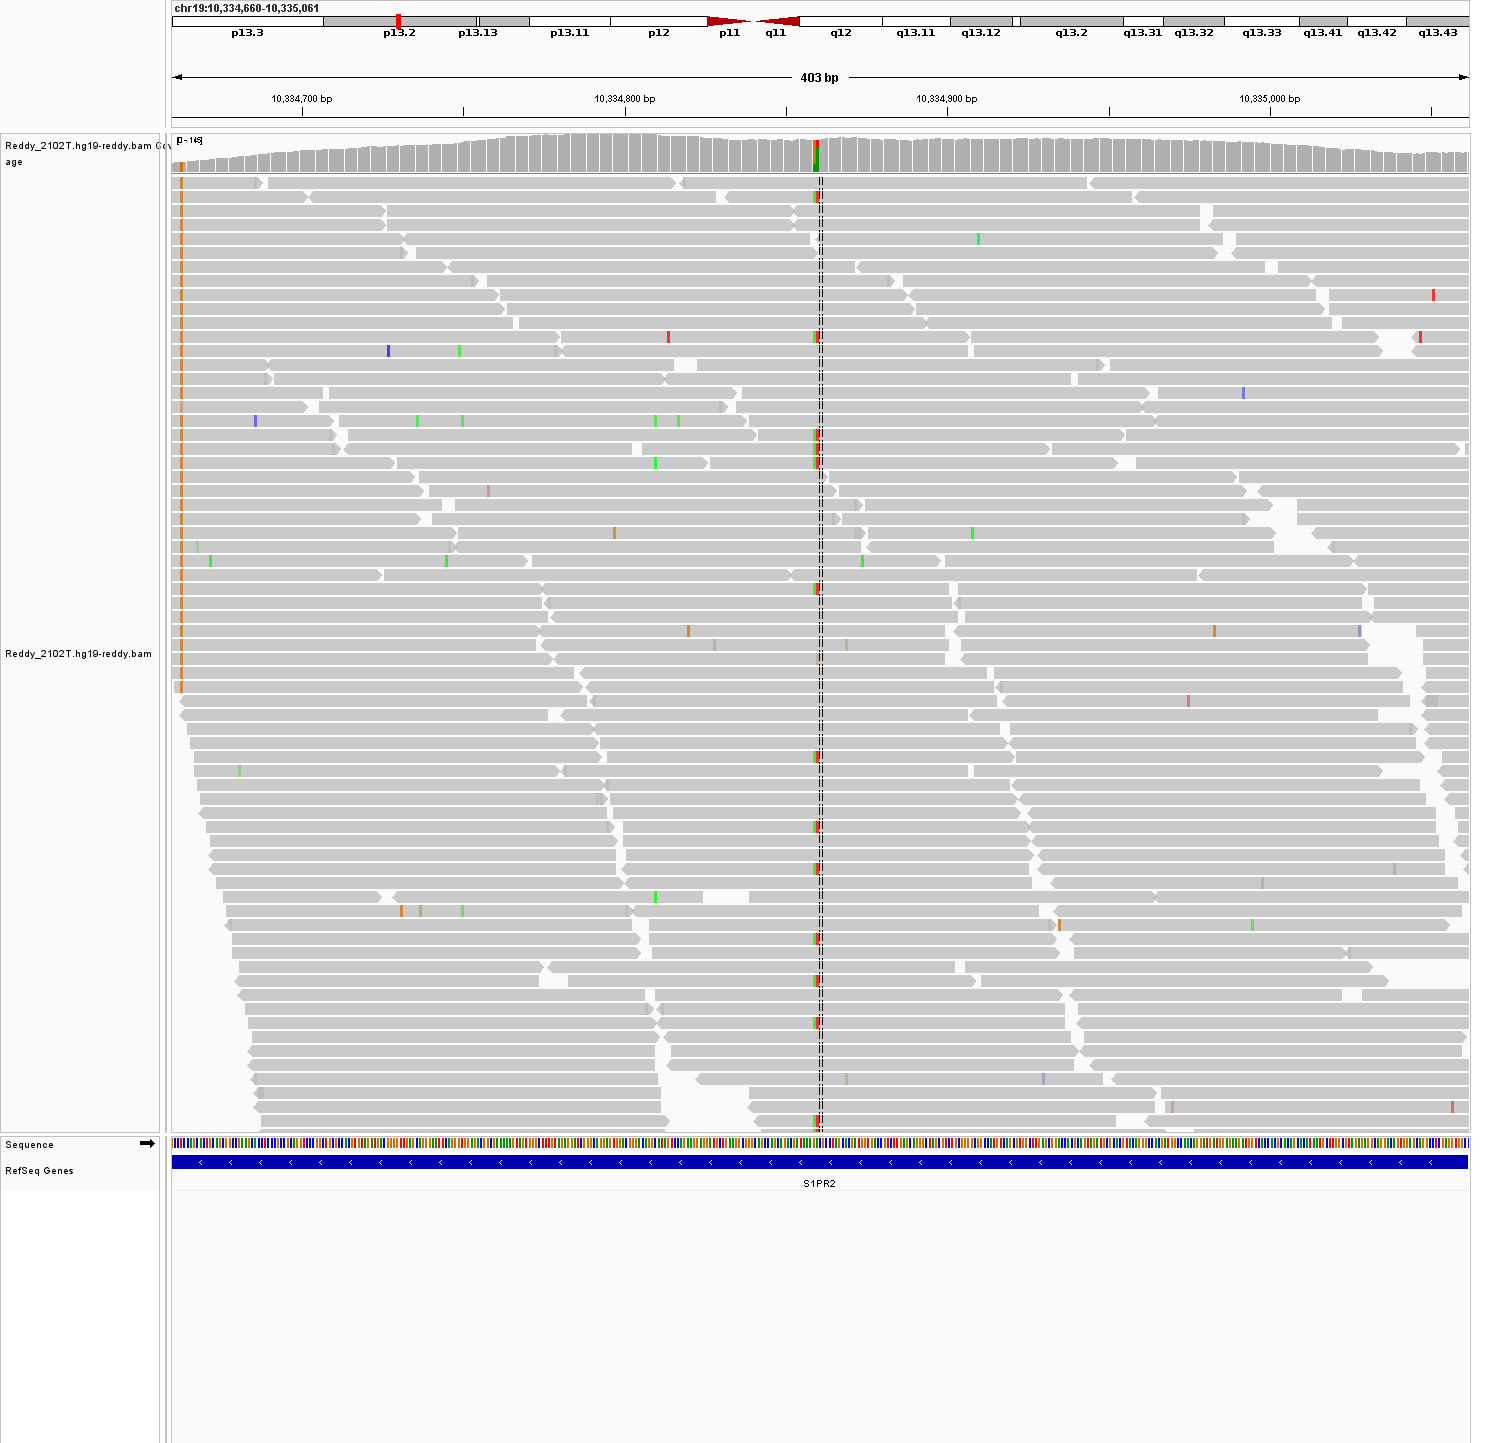 chr19:10,334,660-10,335,061
p13.3 p13.2 p13.13 p13.11 p12 p11 q11 q12 q13.11 q13.12 q13.2 q13.31 q13.32 q13.33 q13.41 q13.42 q13.43
403 bp
10,334,700 bp 10,334,800 bp 10,334,900 bp 10,335,000 bp
[0 - 145]
Reddy_2102T.hg19-reddy.bam Cov
age
Reddy_2102T.hg19-reddy.bam
Sequence
RefSeq Genes
S1PR2